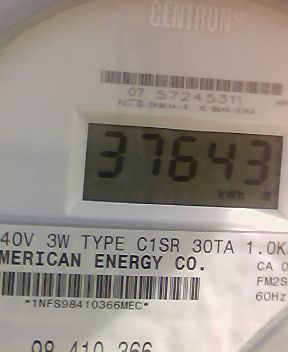 CENTRON
07 57245311
37643
kWh
40V 3W TYPE C1SR 30TA 1.0K
MERICAN ENERGY CO.
CA 0
FM2S
*1NFS98410366MEC*
60Hz
98 410 366